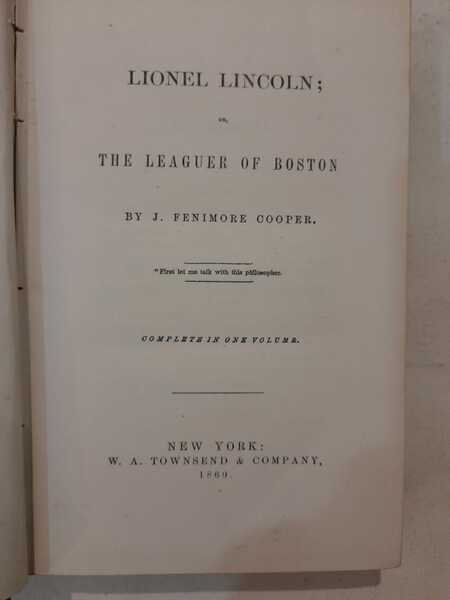 LIONEL LINCOLN;
OR,
THE LEAGUER OF BOSTON
BY J. FENIMORE COOPER.
"First let me talk with this philosopher.
COMPLETE IN ONE VOLUME.
NEW YORK:
W. A. TOWNSEND & COMPANY,
1860.